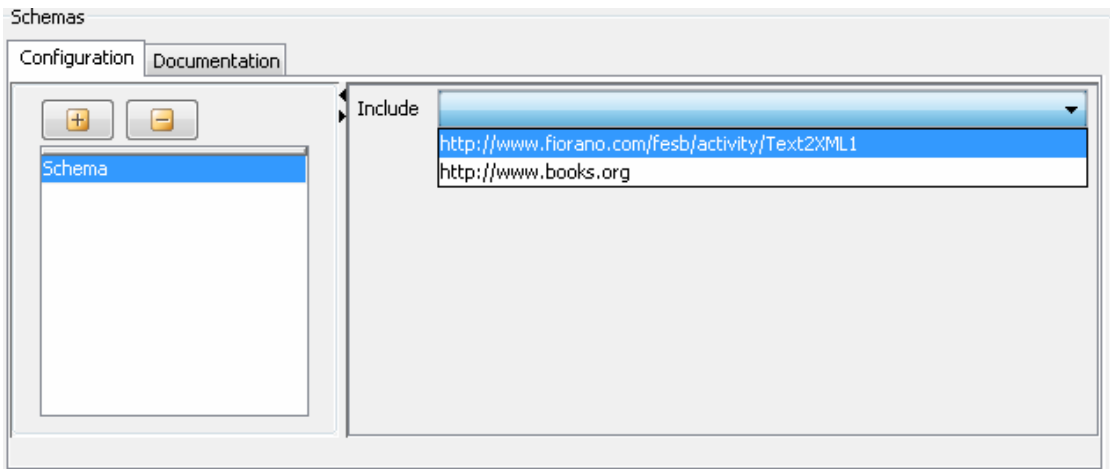 Schemas
Configuration
Documentation
Include
http://www.fiorano.com/fesb/activity/Text2XML1
Schema
http://www.books.org